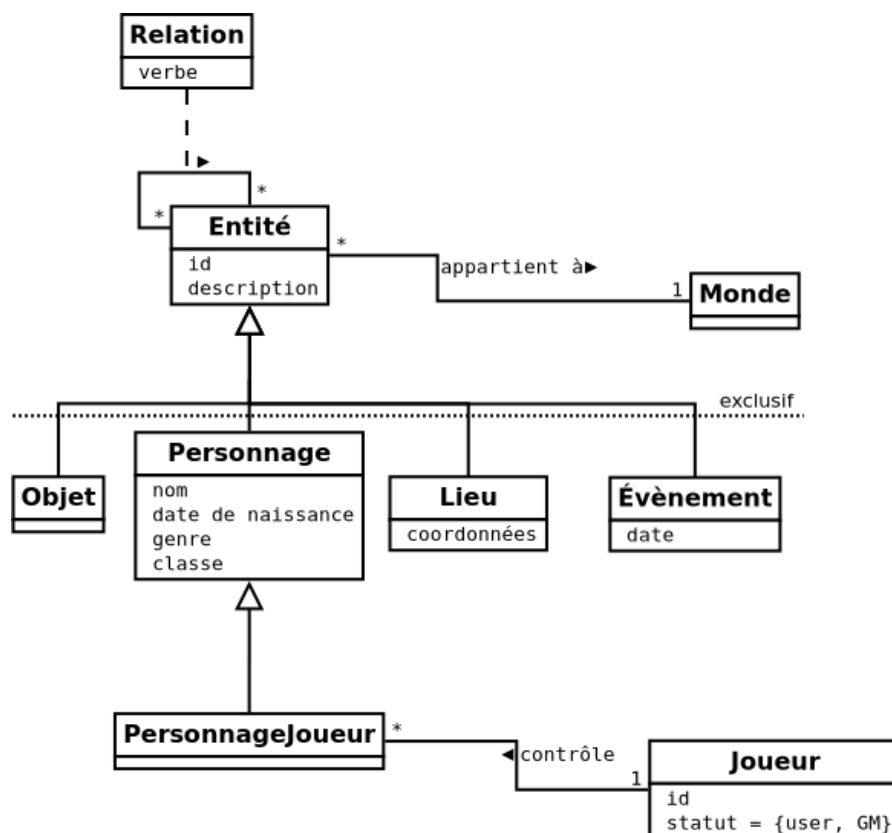 Relation
verbe
*
*
Entité
id
description
*
appartient à
1
Monde
exclusif
Objet
Personnage
nom
date de naissance
genre
classe
Lieu
coordonnées
Évènement
date
PersonnageJoueur
*
contrôle
1
Joueur
id
statut = {user, GM}